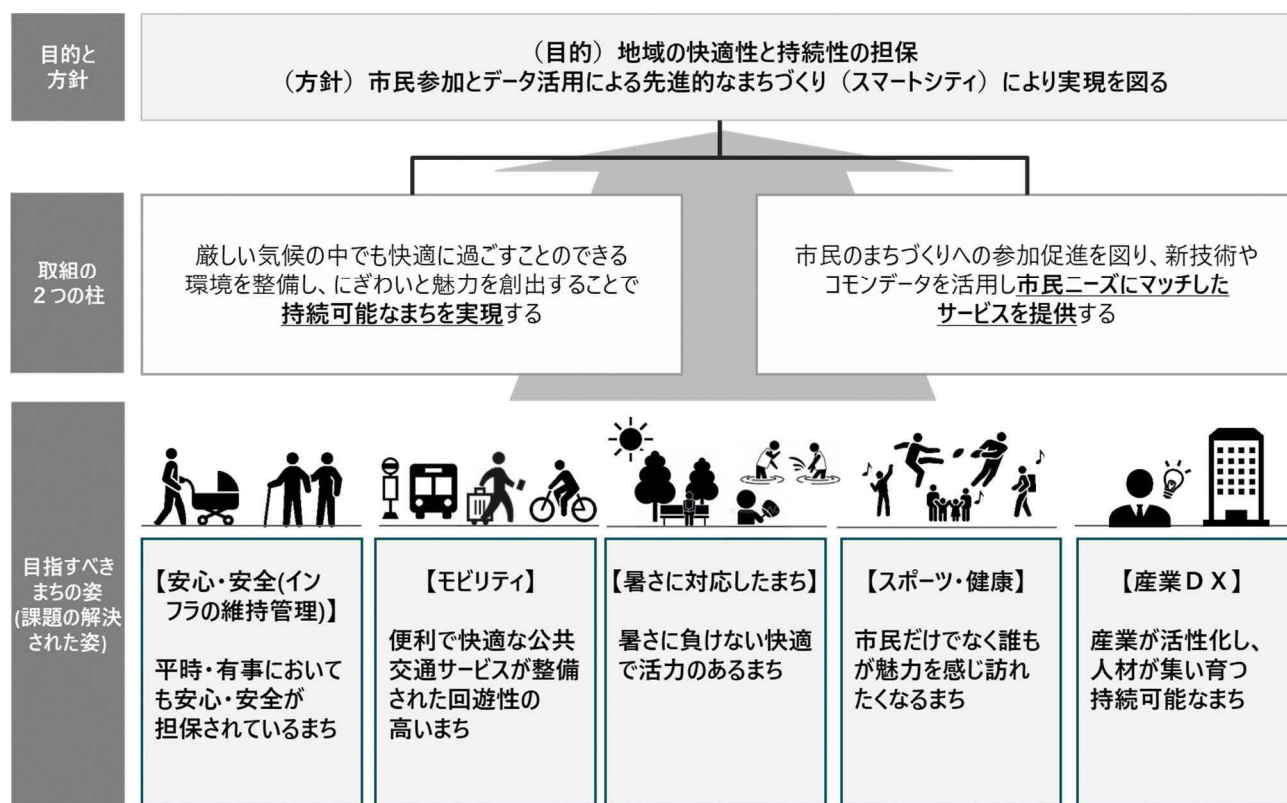 目的と
方針
（目的）地域の快適性と持続性の担保
（方針）市民参加とデータ活用による先進的なまちづくり（スマートシティ）により実現を図る
取組の
２つの柱
厳しい気候の中でも快適に過ごすことのできる
環境を整備し、にぎわいと魅力を創出することで
持続可能なまちを実現する
市民のまちづくりへの参加促進を図り、新技術や
コモンデータを活用し市民ニーズにマッチした
サービスを提供する
目指すべき
まちの姿
(課題の解決
された姿)
【安心・安全(イン
フラの維持管理)】
平時・有事において
も安心・安全が
担保されているまち
【モビリティ】
便利で快適な公共
交通サービスが整備
された回遊性の
高いまち
【暑さに対応したまち】
暑さに負けない快適
で活力のあるまち
【スポーツ・健康】
市民だけでなく誰も
が魅力を感じ訪れ
たくなるまち
【産業ＤＸ】
産業が活性化し、
人材が集い育つ
持続可能なまち